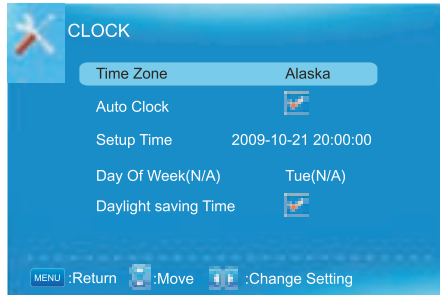 CLOCK
Time Zone Alaska
Auto Clock
Setup Time 2009-10-21 20:00:00
Day Of Week(N/A) Tue(N/A)
Daylight saving Time
MENU :Return :Move :Change Setting